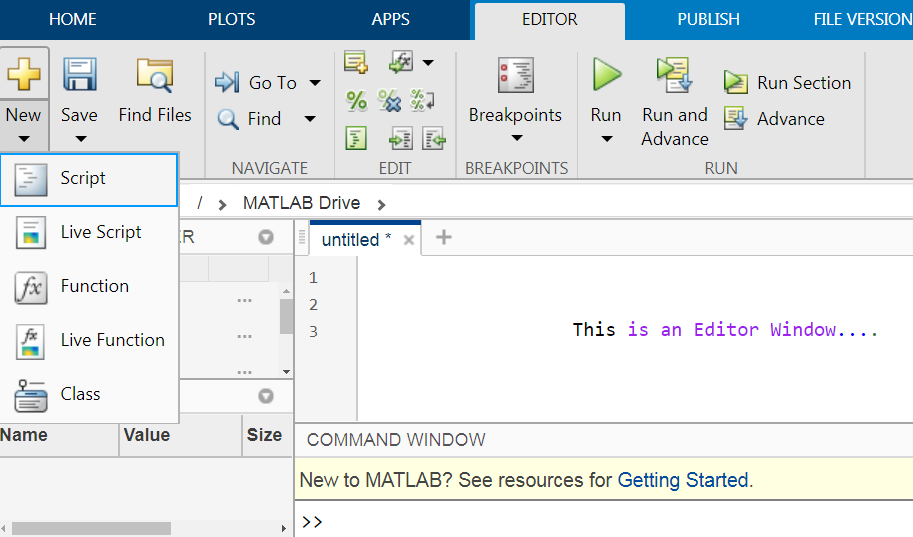 HOME PLOTS APPS EDITOR PUBLISH FILE VERSION
New Save Find Files
Go To
Find
NAVIGATE
EDIT
Breakpoints
BREAKPOINTS
Run Run and Advance
Run Section
Advance
RUN
Script
Live Script
Function
Live Function
Class
/ > MATLAB Drive >
ER
untitled * × +
1
2
3 This is an Editor Window....
Name Value Size
COMMAND WINDOW
New to MATLAB? See resources for Getting Started.
>>